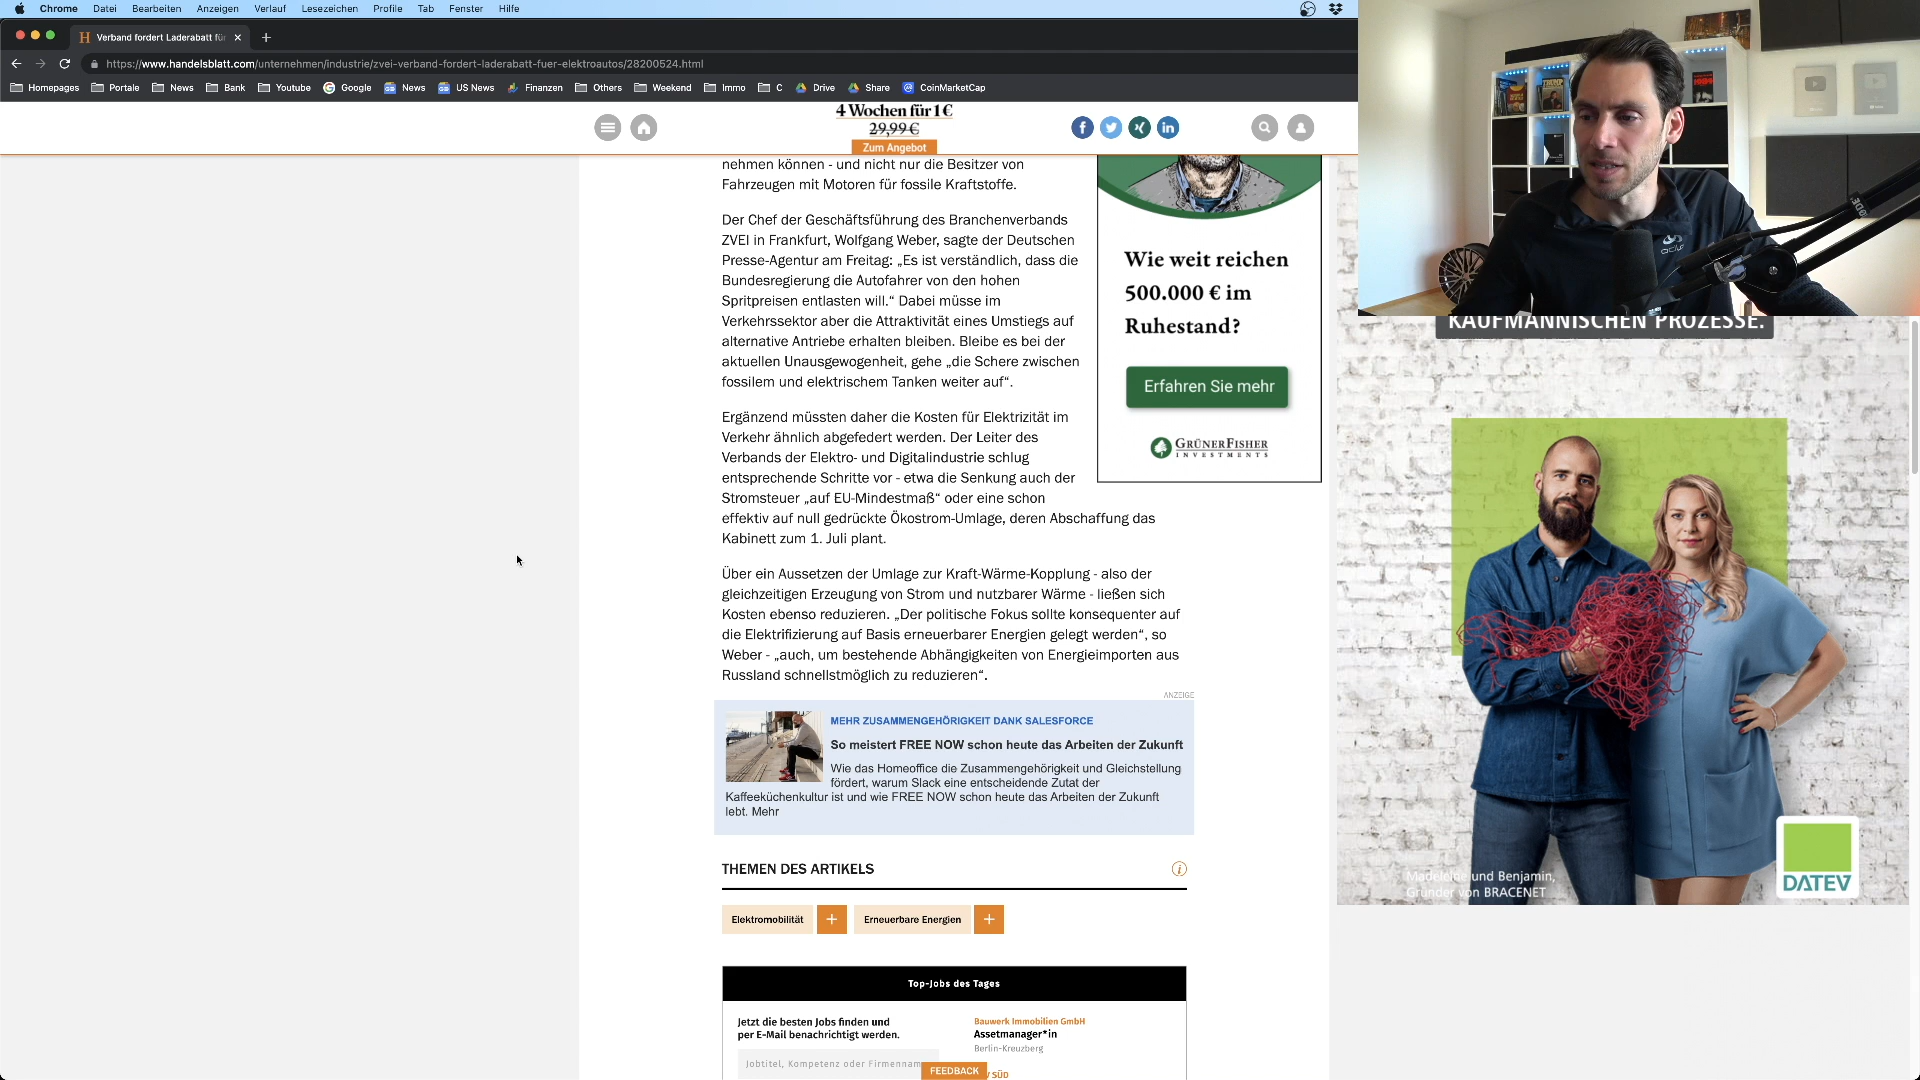 Chrome Datei Bearbeiten Anzeigen Verlauf Lesezeichen Profile Tab Fenster Hilfe
H Verband fordert Laderabatt fü
https://www.handelsblatt.com/unternehmen/industrie/zvei-verband-fordert-laderabatt-fuer-elektroautos/28200524.html
Homepages Portale News Bank Youtube Google News US News Finanzen Others Weekend Immo C Drive Share CoinMarketCap
4 Wochen für 1 €
29,99 €
Zum Angebot
nehmen können - und nicht nur die Besitzer von
Fahrzeugen mit Motoren für fossile Kraftstoffe.
Der Chef der Geschäftsführung des Branchenverbands
ZVEI in Frankfurt, Wolfgang Weber, sagte der Deutschen
Presse-Agentur am Freitag: „Es ist verständlich, dass die
Bundesregierung die Autofahrer von den hohen
Spritpreisen entlasten will.“ Dabei müsse im
Verkehrssektor aber die Attraktivität eines Umstiegs auf
alternative Antriebe erhalten bleiben. Bleibe es bei der
aktuellen Unausgewogenheit, gehe „die Schere zwischen
fossilem und elektrischem Tanken weiter auf“.
Ergänzend müssten daher die Kosten für Elektrizität im
Verkehr ähnlich abgefedert werden. Der Leiter des
Verbands der Elektro- und Digitalindustrie schlug
entsprechende Schritte vor - etwa die Senkung auch der
Stromsteuer „auf EU-Mindestmaß“ oder eine schon
effektiv auf null gedrückte Ökostrom-Umlage, deren Abschaffung das
Kabinett zum 1. Juli plant.
Über ein Aussetzen der Umlage zur Kraft-Wärme-Kopplung - also der
gleichzeitigen Erzeugung von Strom und nutzbarer Wärme - ließen sich
Kosten ebenso reduzieren. „Der politische Fokus sollte konsequenter auf
die Elektrifizierung auf Basis erneuerbarer Energien gelegt werden“, so
Weber - „auch, um bestehende Abhängigkeiten von Energieimporten aus
Russland schnellstmöglich zu reduzieren“.
Wie weit reichen
500.000 € im
Ruhestand?
Erfahren Sie mehr
GRÜNERFISHER
INVESTMENTS
ANZEIGE
MEHR ZUSAMMENGEHÖRIGKEIT DANK SALESFORCE
So meistert FREE NOW schon heute das Arbeiten der Zukunft
Wie das Homeoffice die Zusammengehörigkeit und Gleichstellung
fördert, warum Slack eine entscheidende Zutat der
Kaffeeküchenkultur ist und wie FREE NOW schon heute das Arbeiten der Zukunft
lebt. Mehr
THEMEN DES ARTIKELS
Elektromobilität + Erneuerbare Energien +
Top-Jobs des Tages
Jetzt die besten Jobs finden und
per E-Mail benachrichtigt werden.
Jobtitel, Kompetenz oder Firmenname
Bauwerk Immobilien GmbH
Assetmanager*in
Berlin-Kreuzberg
FEEDBACK
SÜD
KAUFMÄNNISCHEN PROZESSE.
Madeleine und Benjamin,
Gründer von BRACENET
DATEV